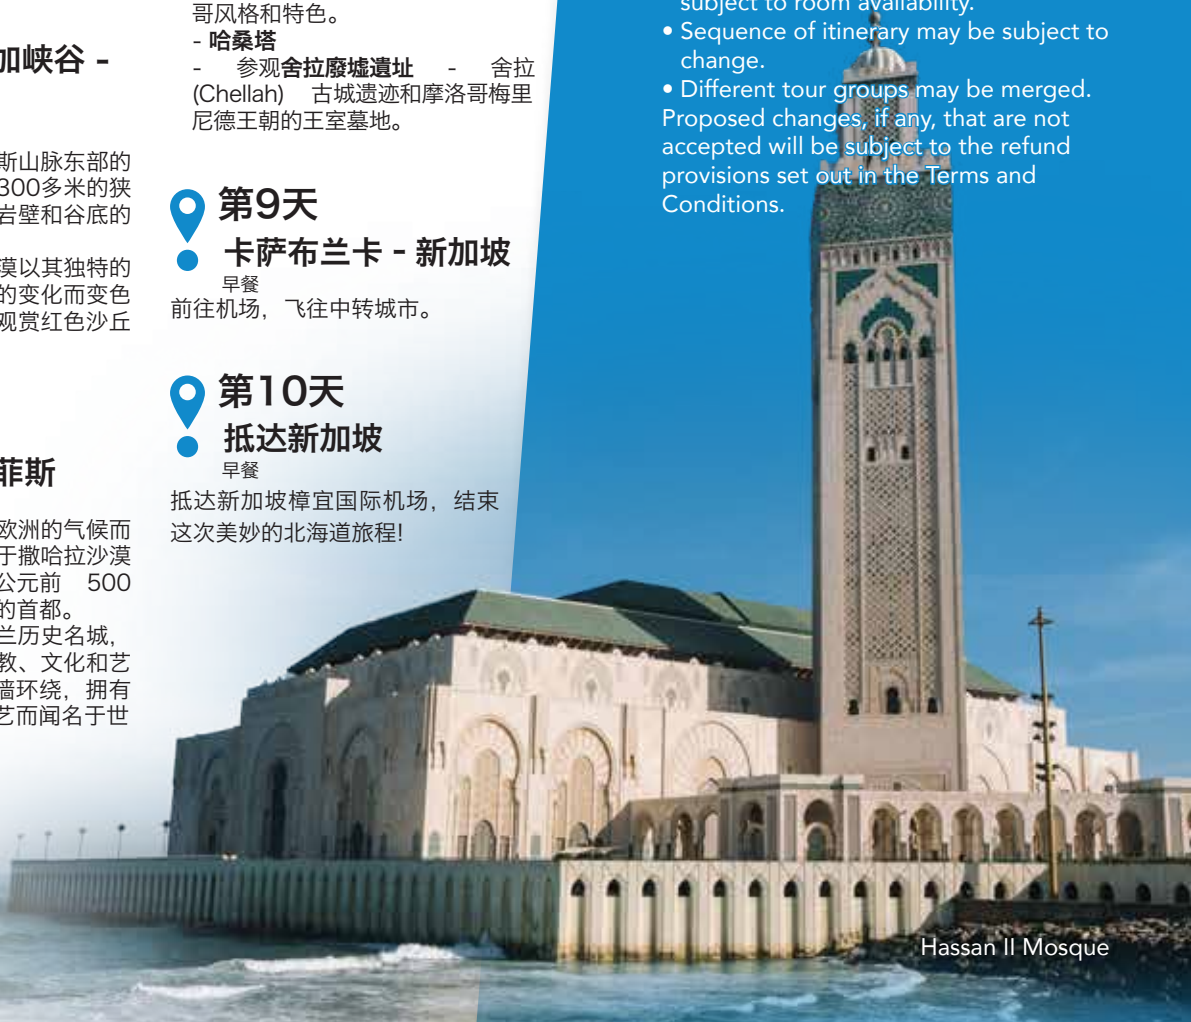 加峡谷 -
斯山脉东部的
300多米的狭
岩壁和谷底的
漠以其独特的
的变化而变色
观赏红色沙丘
菲斯
欧洲的气候而
于撒哈拉沙漠
公元前 500
的首都。
兰历史名城,
教、文化和艺
墙环绕，拥有
艺而闻名于世
哥风格和特色。
- 哈桑塔
- 参观舍拉廢墟遺址 - 舍拉
(Chellah) 古城遗迹和摩洛哥梅里
尼德王朝的王室墓地。
第9天
卡萨布兰卡 - 新加坡
早餐
前往机场，飞往中转城市。
第10天
抵达新加坡
早餐
抵达新加坡樟宜国际机场，结束
这次美妙的北海道旅程!
subject to room availability.
• Sequence of itinerary may be subject to
change.
• Different tour groups may be merged.
Proposed changes, if any, that are not
accepted will be subject to the refund
provisions set out in the Terms and
Conditions.
Hassan II Mosque